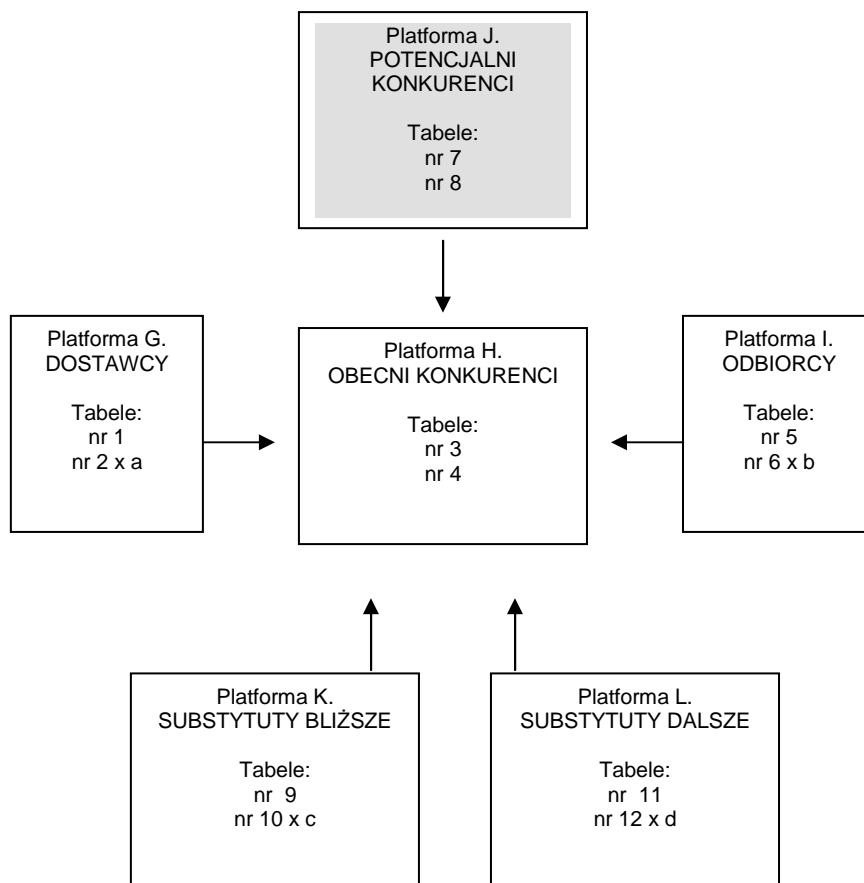 Platforma J.
POTENCJALNI
KONKURENCI
Tabele:
nr 7
nr 8
Platforma G.
DOSTAWCY
Tabele:
nr 1
nr 2 x a
Platforma H.
OBECNI KONKURENCI
Tabele:
nr 3
nr 4
Platforma I.
ODBIORCY
Tabele:
nr 5
nr 6 x b
Platforma K.
SUBSTYTUTY BLIŻSZE
Tabele:
nr 9
nr 10 x c
Platforma L.
SUBSTYTUTY DALSZE
Tabele:
nr 11
nr 12 x d